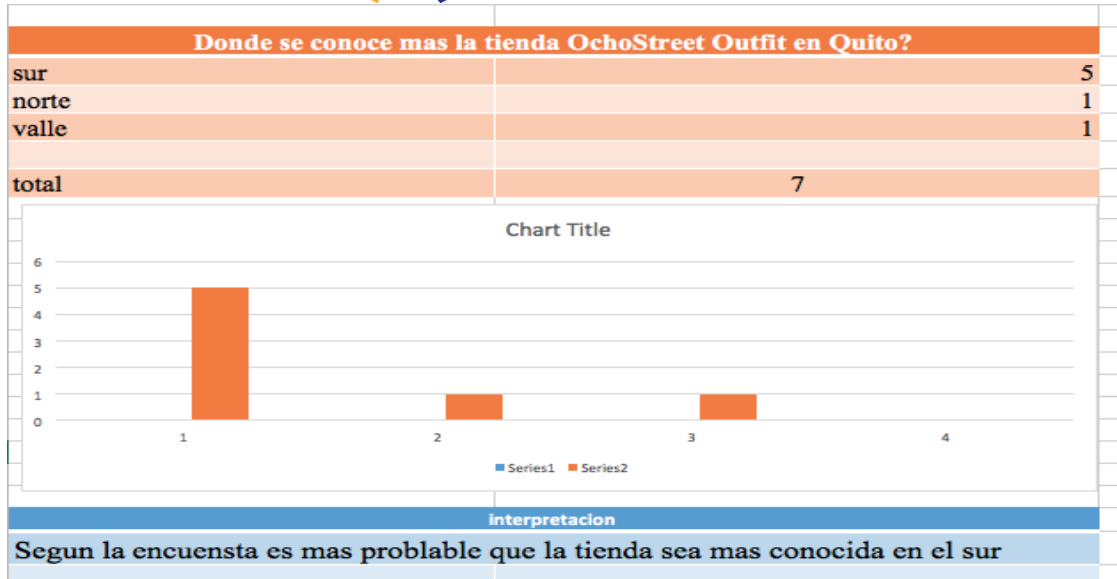 Donde se conoce mas la tienda OchoStreet Outfit en Quito?
sur 5
norte 1
valle 1
total 7
Chart Title
6
5
4
3
2
1
0
1 2 3 4
Series1 Series2
interpretacion
Segun la encuensta es mas problable que la tienda sea mas conocida en el sur